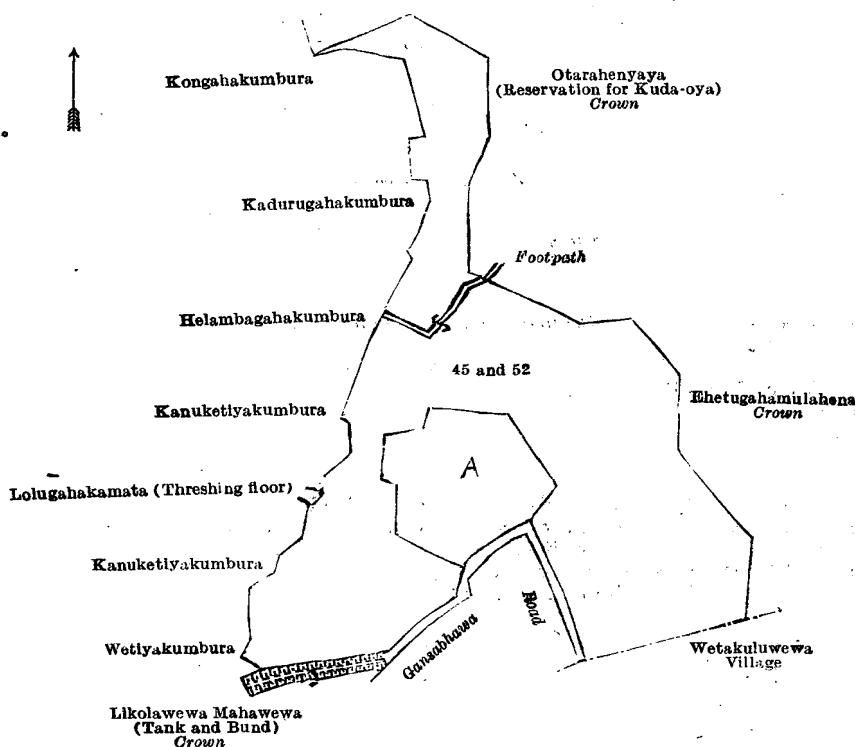 Kongahakumbura
Otarahenyaya
(Reservation for Kuda-oya)
Crown
Kadurugahakumbura
Footpath
Helambagahakumbura
45 and 52
Kanuketiyakumbura
Ehetugahamulahena
Crown
A
Lolugahakamata (Threshing floor)
Kanuketiyakumbura
Road
Gansabhawa
Wetiyakumbura
Wetakuluwewa
Village
Likolawewa Mahawewa
(Tank and Bund)
Crown